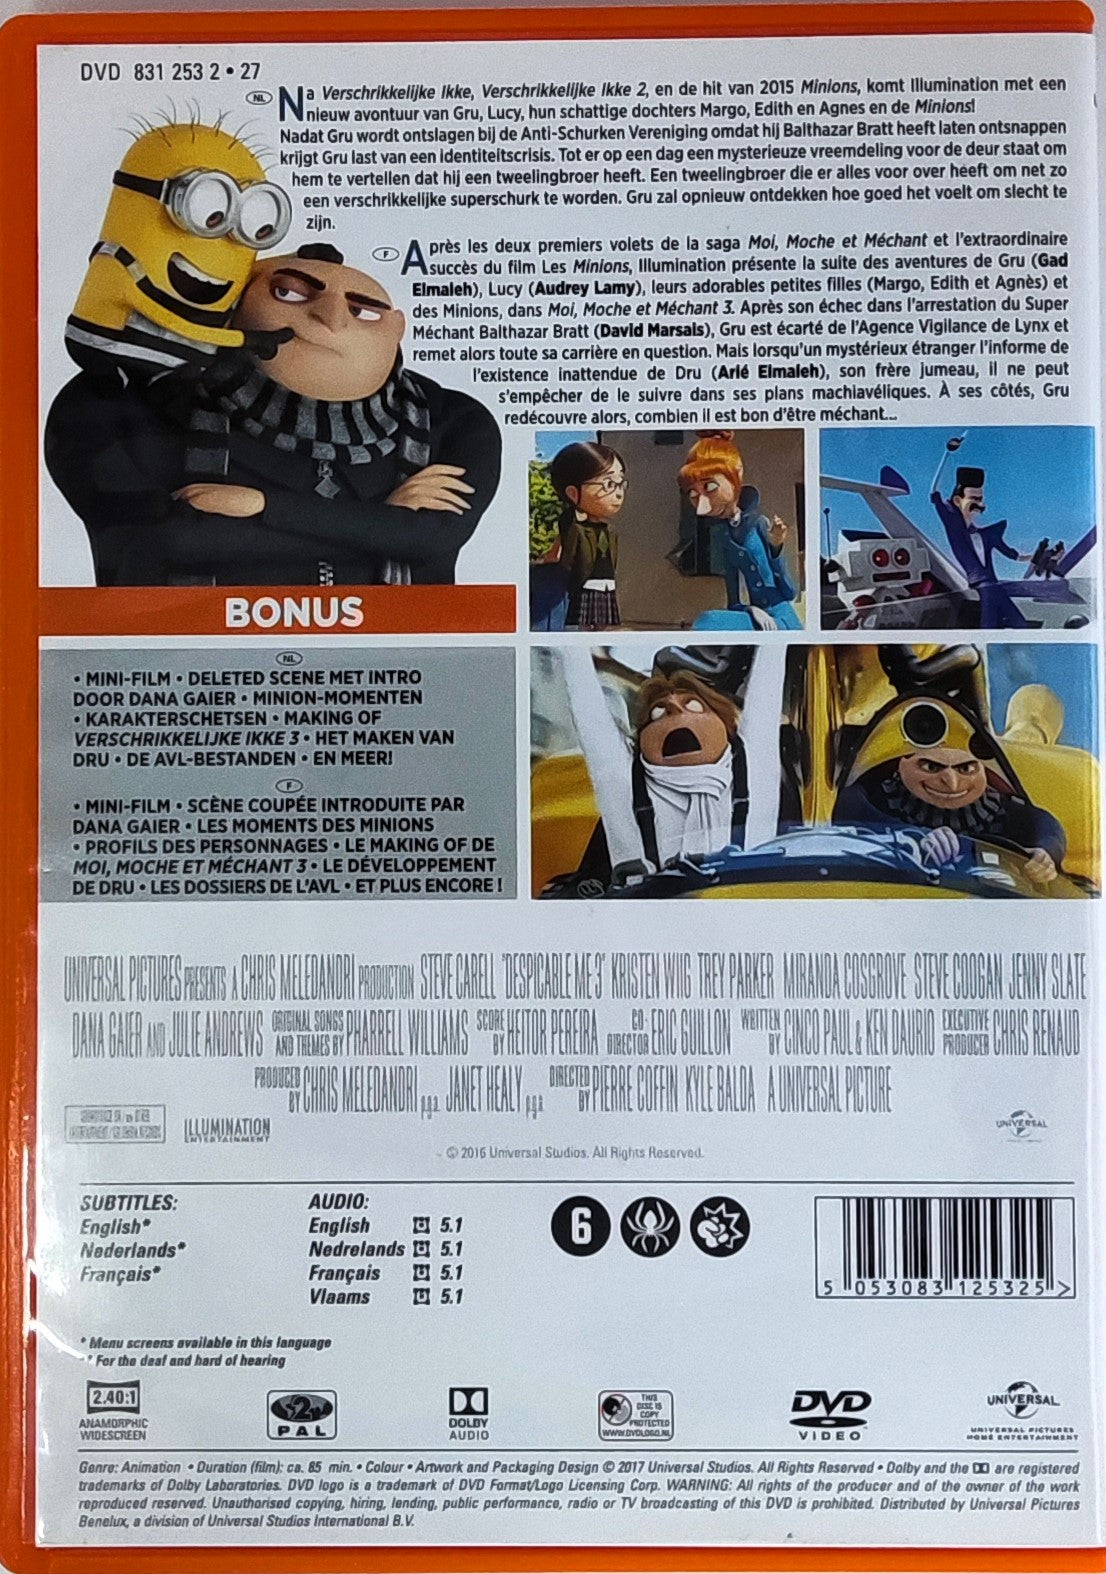 DVD 831 253 2 • 27
NL
Na Verschrikkelijke Ikke, Verschrikkelijke Ikke 2, en de hit van 2015 Minions, komt Illumination met een
nieuw avontuur van Gru, Lucy, hun schattige dochters Margo, Edith en Agnes en de Minions!
Nadat Gru wordt ontslagen bij de Anti-Schurken Vereniging omdat hij Balthazar Bratt heeft laten ontsnappen
krijgt Gru last van een identiteitscrisis. Tot er op een dag een mysterieuze vreemdeling voor de deur staat om
hem te vertellen dat hij een tweelingbroer heeft. Een tweelingbroer die er alles voor over heeft om net zo
een verschrikkelijke superschurk te worden. Gru zal opnieuw ontdekken hoe goed het voelt om slecht te
zijn.
F
Après les deux premiers volets de la saga Moi, Moche et Méchant et l'extraordinaire
succès du film Les Minions, Illumination présente la suite des aventures de Gru (Gad
Elmaleh), Lucy (Audrey Lamy), leurs adorables petites filles (Margo, Edith et Agnès) et
des Minions, dans Moi, Moche et Méchant 3. Après son échec dans l'arrestation du Super
Méchant Balthazar Bratt (David Marsais), Gru est écarté de l'Agence Vigilance de Lynx et
remet alors toute sa carrière en question. Mais lorsqu'un mystérieux étranger l'informe de
l'existence inattendue de Dru (Arié Elmaleh), son frère jumeau, il ne peut
s'empêcher de le suivre dans ses plans machiavéliques. À ses côtés, Gru
redécouvre alors, combien il est bon d'être méchant...
BONUS
NL
• MINI-FILM • DELETED SCENE MET INTRO
DOOR DANA GAIER • MINION-MOMENTEN
• KARAKTERSCHETSEN • MAKING OF
VERSCHRIKKELIJKE IKKE 3 • HET MAKEN VAN
DRU • DE AVL-BESTANDEN • EN MEER!
F
• MINI-FILM • SCÈNE COUPÉE INTRODUITE PAR
DANA GAIER • LES MOMENTS DES MINIONS
• PROFILS DES PERSONNAGES • LE MAKING OF DE
MOI, MOCHE ET MÉCHANT 3 • LE DÉVELOPPEMENT
DE DRU • LES DOSSIERS DE L'AVL • ET PLUS ENCORE !
UNIVERSAL PICTURES PRESENTS A CHRIS MELEDANDRI PRODUCTION STEVE CARELL "DESPICABLE ME 3" KRISTEN WIIG TREY PARKER MIRANDA COSGROVE STEVE COOGAN JENNY SLATE
DANA GAIER AND JULIE ANDREWS ORIGINAL SONGS AND THEMES BY PHARRELL WILLIAMS SCORE BY HEITOR PEREIRA CO-DIRECTOR ERIC GUILLON WRITTEN BY CINCO PAUL & KEN DAURIO EXECUTIVE PRODUCER CHRIS RENAUD
PRODUCED BY CHRIS MELEDANDRI p.g.a. JANET HEALY p.g.a. DIRECTED BY PIERRE COFFIN KYLE BALDA A UNIVERSAL PICTURE
ILLUMINATION
ENTERTAINMENT
UNIVERSAL
© 2016 Universal Studios. All Rights Reserved.
SUBTITLES:
English*
Nederlands*
Français*
AUDIO:
English 5.1
Nedrelands 5.1
Français 5.1
Vlaams 5.1
6
5 053083 125325 >
* Menu screens available in this language
* For the deaf and hard of hearing
2.40:1
ANAMORPHIC
WIDESCREEN
2
PAL
DOLBY
AUDIO
THIS
DISC IS
COPY
PROTECTED
WWW.DVDLOGO.NL
DVD
VIDEO
UNIVERSAL
UNIVERSAL PICTURES
HOME ENTERTAINMENT
Genre: Animation • Duration (film): ca. 85 min. • Colour • Artwork and Packaging Design © 2017 Universal Studios. All Rights Reserved • Dolby and the are registered
trademarks of Dolby Laboratories. DVD logo is a trademark of DVD Format/Logo Licensing Corp. WARNING: All rights of the producer and of the owner of the work
reproduced reserved. Unauthorised copying, hiring, lending, public performance, radio or TV broadcasting of this DVD is prohibited. Distributed by Universal Pictures
Benelux, a division of Universal Studios International B.V.